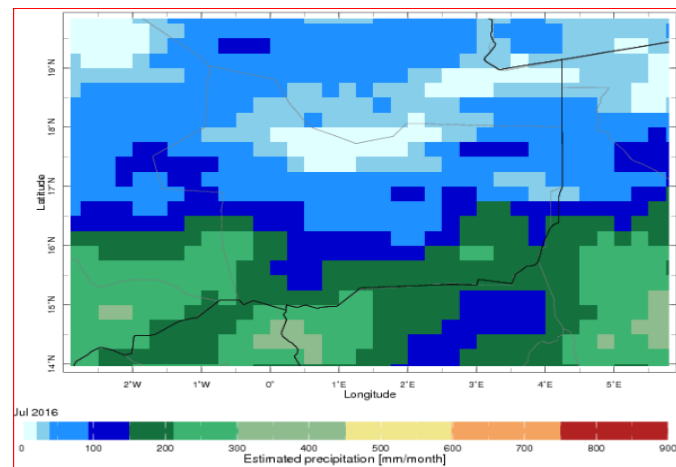 19°N
18°N
17°N
16°N
15°N
14°N
Latitude
2°W 1°W 0° 1°E 2°E 3°E 4°E 5°E
Longitude
Jul 2016
0 100 200 300 400 500 600 700 800 900
Estimated precipitation [mm/month]